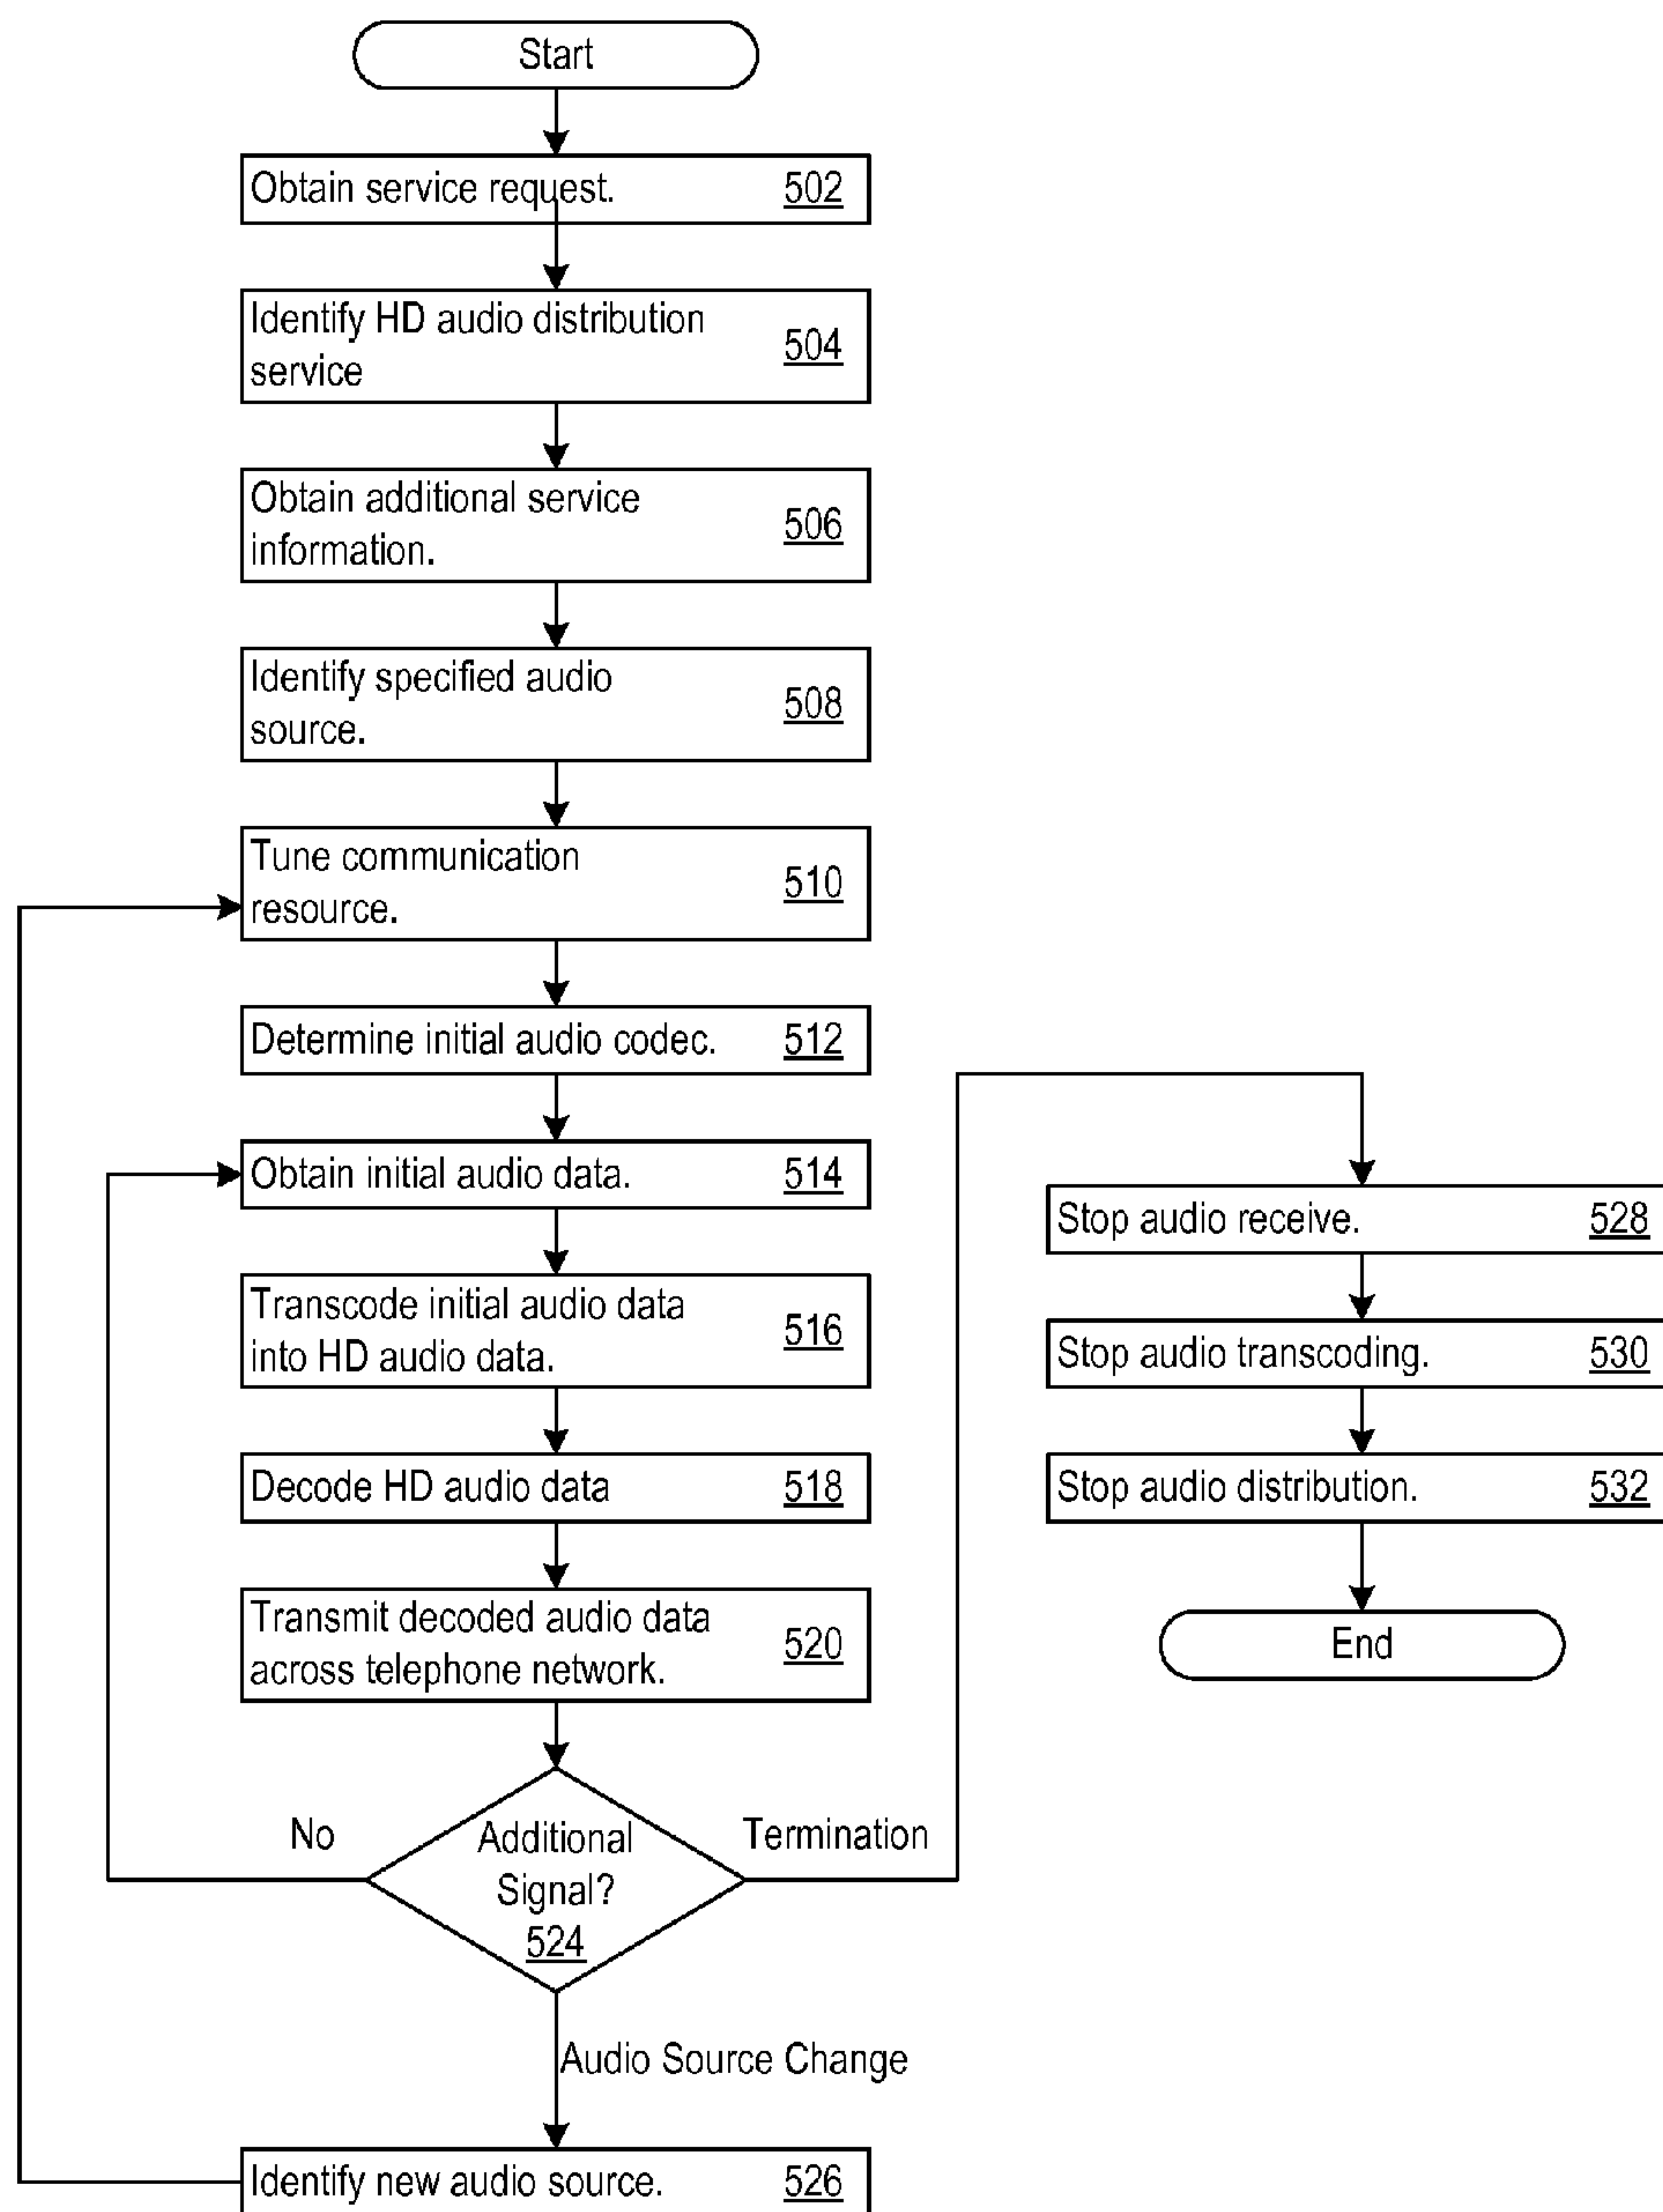 Start
Obtain service request. 502
Identify HD audio distribution
service
504
Obtain additional service
information.
506
Identify specified audio
source.
508
Tune communication
resource.
510
Determine initial audio codec. 512
Obtain initial audio data. 514
Transcode initial audio data
into HD audio data.
516
Decode HD audio data 518
Transmit decoded audio data
across telephone network.
520
No
Additional
Signal?
524
Termination
Audio Source Change
Identify new audio source. 526
Stop audio receive. 528
Stop audio transcoding. 530
Stop audio distribution. 532
End